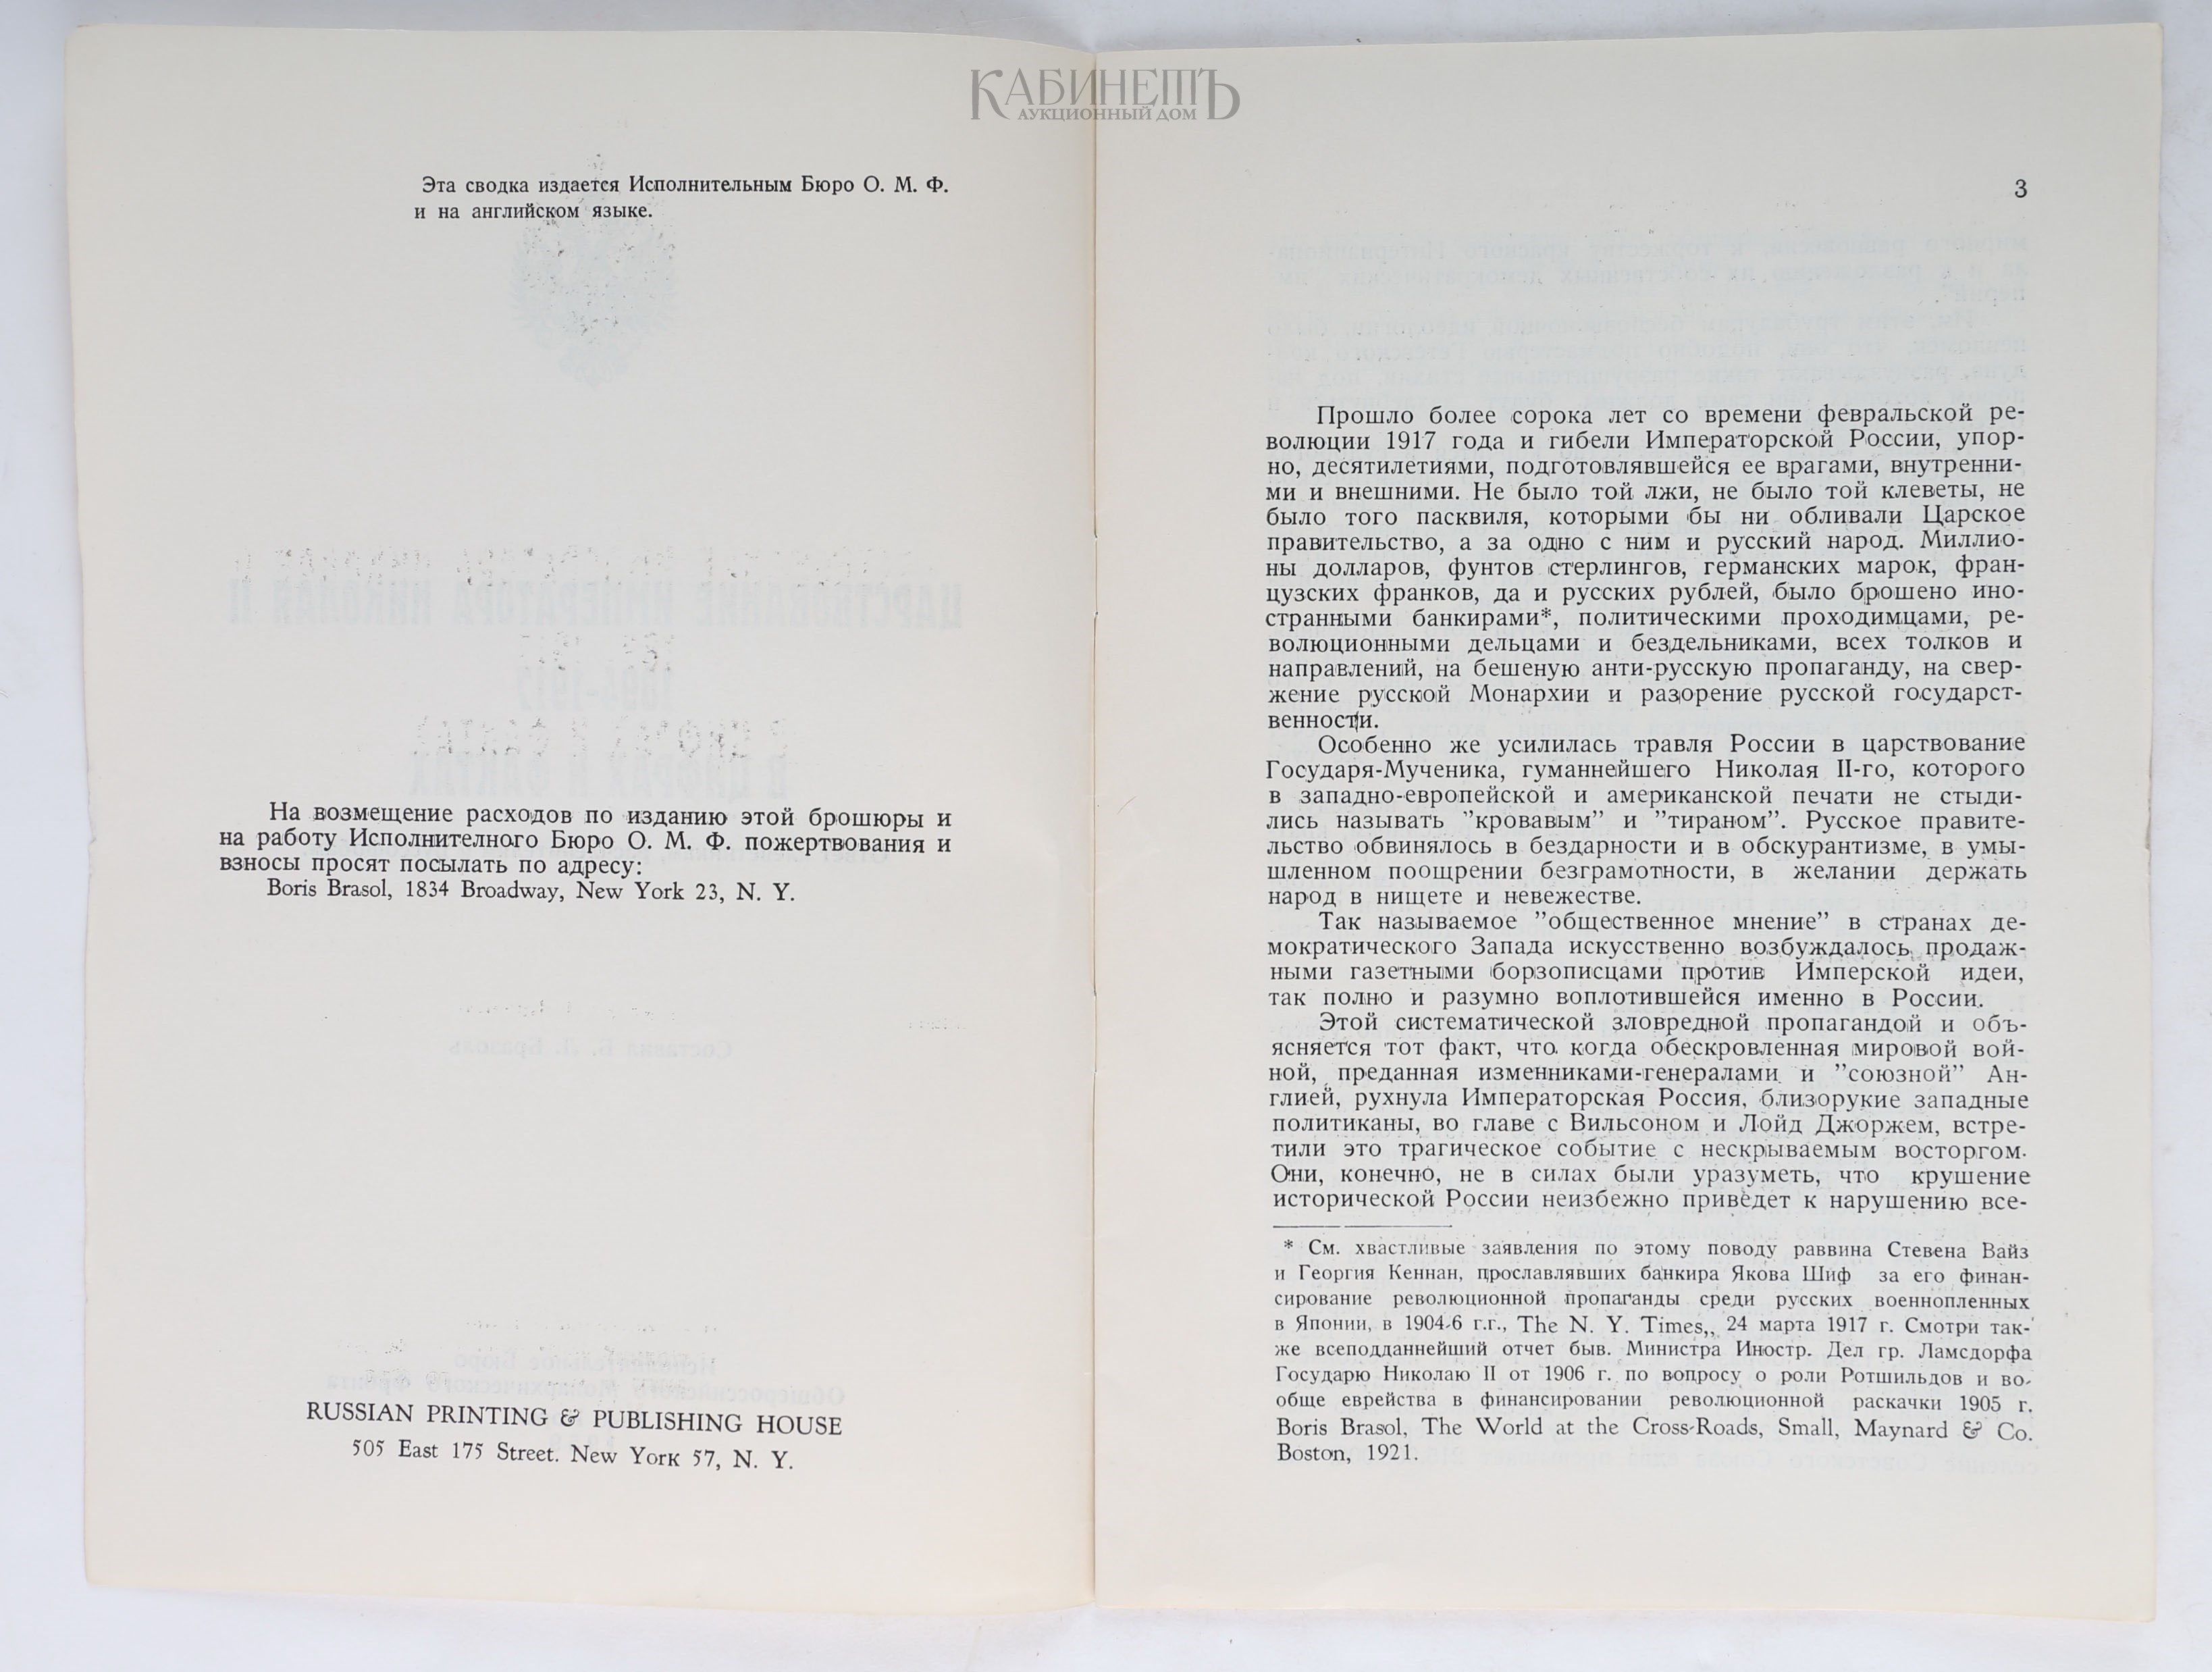 КАБИНЕТЪ
АУКЦИОННЫЙ ДОМ
Эта сводка издается Исполнительным Бюро О. М. Ф.
и на английском языке.
На возмещение расходов по изданию этой брошюры и
на работу Исполнителного Бюро О. М. Ф. пожертвования и
взносы просят посылать по адресу:
Boris Brasol, 1834 Broadway, New York 23, N. Y.
RUSSIAN PRINTING & PUBLISHING HOUSE
505 East 175 Street. New York 57, N. Y.
3
Прошло более сорока лет со времени февральской ре-
волюции 1917 года и гибели Императорской России, упор-
но, десятилетиями, подготовлявшейся ее врагами, внутренни-
ми и внешними. Не было той лжи, не было той клеветы, не
было того пасквиля, которыми бы ни обливали Царское
правительство, а за одно с ним и русский народ. Миллио-
ны долларов, фунтов стерлингов, германских марок, фран-
цузских франков, да и русских рублей, было брошено ино-
странными банкирами*, политическими проходимцами, ре-
волюционными дельцами и бездельниками, всех толков и
направлений, на бешеную анти-русскую пропаганду, на свер-
жение русской Монархии и разорение русской государст-
венности.
Особенно же усилилась травля России в царствование
Государя-Мученика, гуманнейшего Николая II-го, которого
в западно-европейской и американской печати не стыди-
лись называть "кровавым" и "тираном". Русское правите-
льство обвинялось в бездарности и в обскурантизме, в умы-
шленном поощрении безграмотности, в желании держать
народ в нищете и невежестве.
Так называемое "общественное мнение" в странах де-
мократического Запада искусственно возбуждалось продаж-
ными газетными борзописцами против Имперской идеи,
так полно и разумно воплотившейся именно в России.
Этой систематической зловредной пропагандой и объ-
ясняется тот факт, что когда обескровленная мировой вой-
ной, преданная изменниками-генералами и "союзной" Ан-
глией, рухнула Императорская Россия, близорукие западные
политиканы, во главе с Вильсоном и Лойд Джоржем, встре-
тили это трагическое событие с нескрываемым восторгом.
Они, конечно, не в силах были уразуметь, что крушение
исторической России неизбежно приведет к нарушению все-
* См. хвастливые заявления по этому поводу раввина Стевена Вайз
и Георгия Кеннан, прославлявших банкира Якова Шиф за его финан-
сирование революционной пропаганды среди русских военнопленных
в Японии, в 1904-6 г.г., The N. Y. Times,, 24 марта 1917 г. Смотри так-
же всеподданнейший отчет быв. Министра Иностр. Дел гр. Ламсдорфа
Государю Николаю II от 1906 г. по вопросу о роли Ротшильдов и во-
обще еврейства в финансировании революционной раскачки 1905 г.
Boris Brasol, The World at the Cross-Roads, Small, Maynard & Co.
Boston, 1921.